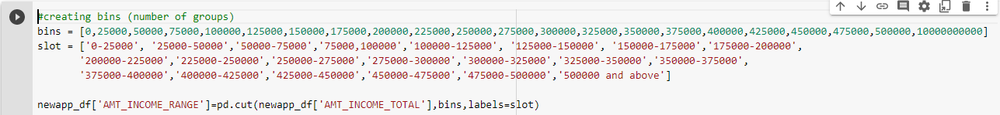 #creating bins (number of groups)
bins = [0,25000,50000,75000,100000,125000,150000,175000,200000,225000,250000,275000,300000,325000,350000,375000,400000,425000,450000,475000,500000,10000000000]
slot = ['0-25000', '25000-50000','50000-75000','75000,100000','100000-125000', '125000-150000', '150000-175000','175000-200000',
'200000-225000','225000-250000','250000-275000','275000-300000','300000-325000','325000-350000','350000-375000',
'375000-400000','400000-425000','425000-450000','450000-475000','475000-500000','500000 and above']
newapp_df['AMT_INCOME_RANGE']=pd.cut(newapp_df['AMT_INCOME_TOTAL'],bins,labels=slot)